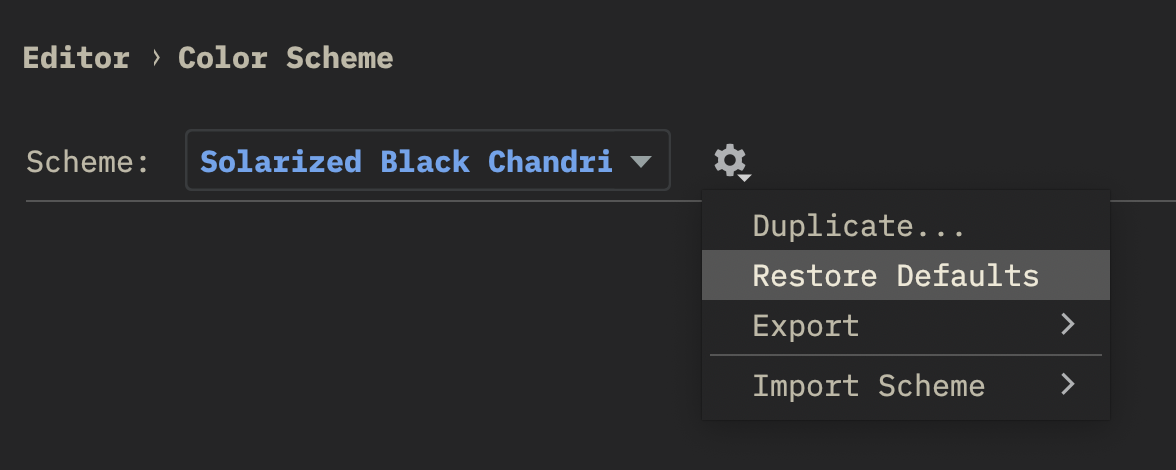 Editor › Color Scheme
Scheme: Solarized Black Chandri
Duplicate...
Restore Defaults
Export
Import Scheme